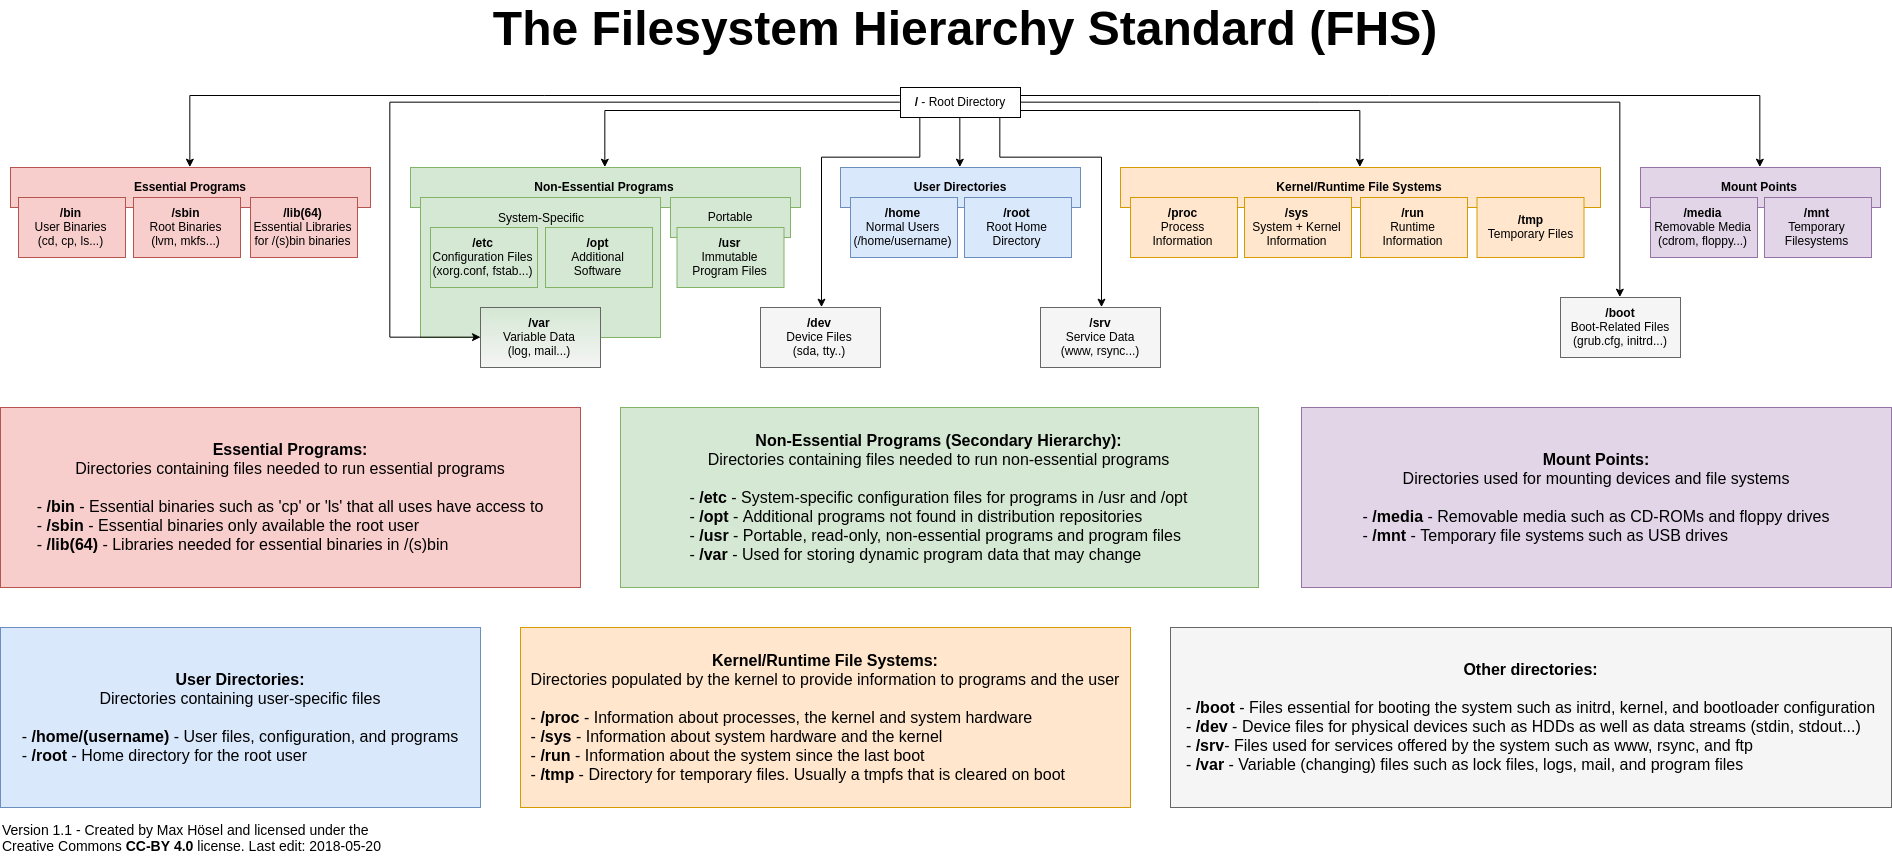 The Filesystem Hierarchy Standard (FHS)
/ - Root Directory
Essential Programs
/bin
User Binaries
(cd, cp, ls...)
/sbin
Root Binaries
(lvm, mkfs...)
/lib(64)
Essential Libraries
for /(s)bin binaries
Non-Essential Programs
System-Specific
/etc
Configuration Files
(xorg.conf, fstab...)
/opt
Additional
Software
/var
Variable Data
(log, mail...)
Portable
/usr
Immutable
Program Files
/dev
Device Files
(sda, tty..)
User Directories
/home
Normal Users
(/home/username)
/root
Root Home
Directory
/srv
Service Data
(www, rsync...)
Kernel/Runtime File Systems
/proc
Process
Information
/sys
System + Kernel
Information
/run
Runtime
Information
/tmp
Temporary Files
/boot
Boot-Related Files
(grub.cfg, initrd...)
Mount Points
/media
Removable Media
(cdrom, floppy...)
/mnt
Temporary
Filesystems
Essential Programs:
Directories containing files needed to run essential programs
- /bin - Essential binaries such as 'cp' or 'ls' that all uses have access to
- /sbin - Essential binaries only available the root user
- /lib(64) - Libraries needed for essential binaries in /(s)bin
Non-Essential Programs (Secondary Hierarchy):
Directories containing files needed to run non-essential programs
- /etc - System-specific configuration files for programs in /usr and /opt
- /opt - Additional programs not found in distribution repositories
- /usr - Portable, read-only, non-essential programs and program files
- /var - Used for storing dynamic program data that may change
Mount Points:
Directories used for mounting devices and file systems
- /media - Removable media such as CD-ROMs and floppy drives
- /mnt - Temporary file systems such as USB drives
User Directories:
Directories containing user-specific files
- /home/(username) - User files, configuration, and programs
- /root - Home directory for the root user
Kernel/Runtime File Systems:
Directories populated by the kernel to provide information to programs and the user
- /proc - Information about processes, the kernel and system hardware
- /sys - Information about system hardware and the kernel
- /run - Information about the system since the last boot
- /tmp - Directory for temporary files. Usually a tmpfs that is cleared on boot
Other directories:
- /boot - Files essential for booting the system such as initrd, kernel, and bootloader configuration
- /dev - Device files for physical devices such as HDDs as well as data streams (stdin, stdout...)
- /srv- Files used for services offered by the system such as www, rsync, and ftp
- /var - Variable (changing) files such as lock files, logs, mail, and program files
Version 1.1 - Created by Max Hösel and licensed under the
Creative Commons CC-BY 4.0 license. Last edit: 2018-05-20